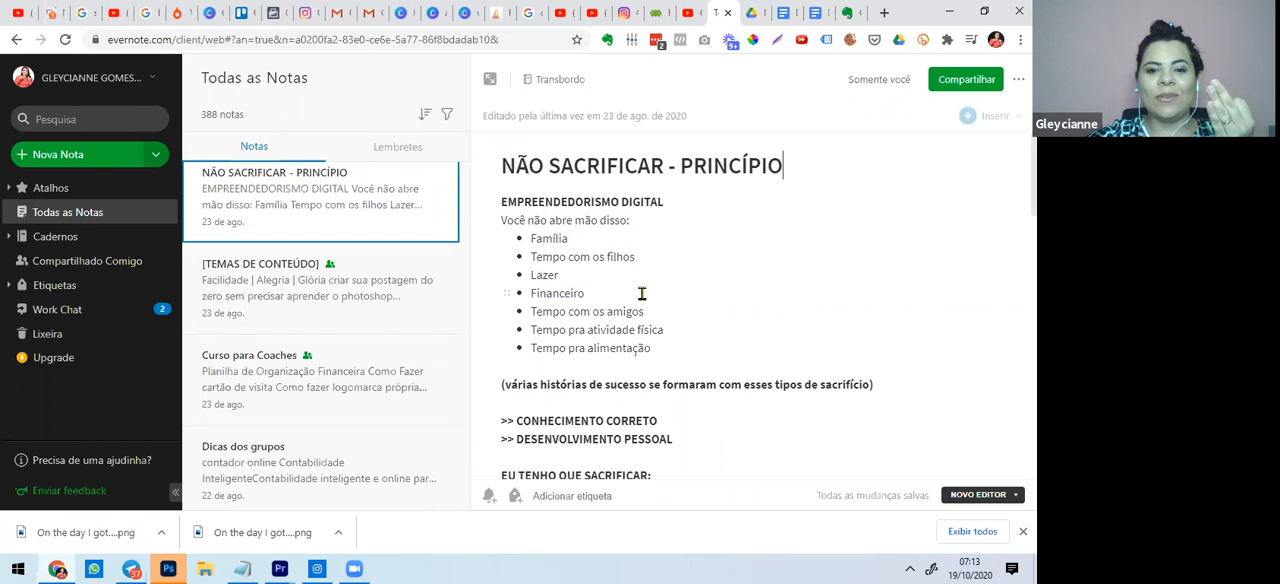 evernote.com/client/web#?an=true&n=a0200fa2-83e0-ce6e-5a77-86f8bdadab10&
GLEYCIANNE GOMES...
Pesquisa
Nova Nota
Atalhos
Todas as Notas
Cadernos
Compartilhado Comigo
Etiquetas
Work Chat
2
Lixeira
Upgrade
Precisa de uma ajudinha?
Enviar feedback
Todas as Notas
388 notas
Notas
Lembretes
NÃO SACRIFICAR - PRINCÍPIO
EMPREENDEDORISMO DIGITAL Você não abre
mão disso: Família Tempo com os filhos Lazer...
23 de ago.
[TEMAS DE CONTEÚDO]
Facilidade | Alegria | Glória criar sua postagem do
zero sem precisar aprender o photoshop...
23 de ago.
Curso para Coaches
Planilha de Organização Financeira Como Fazer
cartão de visita Como fazer logomarca própria...
23 de ago.
Dicas dos grupos
contador online Contabilidade
InteligenteContabilidade inteligente e online par...
22 de ago.
Transbordo
Somente você
Compartilhar
Editado pela última vez em 23 de ago. de 2020
Inserir
NÃO SACRIFICAR - PRINCÍPIO
EMPREENDEDORISMO DIGITAL
Você não abre mão disso:
Família
Tempo com os filhos
Lazer
Financeiro
Tempo com os amigos
Tempo pra atividade física
Tempo pra alimentação
(várias histórias de sucesso se formaram com esses tipos de sacrifício)
>> CONHECIMENTO CORRETO
>> DESENVOLVIMENTO PESSOAL
EU TENHO QUE SACRIFICAR:
Adicionar etiqueta
Todas as mudanças salvas
NOVO EDITOR
Gleycianne
On the day I got....png
On the day I got....png
Exibir todos
37
Ps
Pr
07:13
19/10/2020